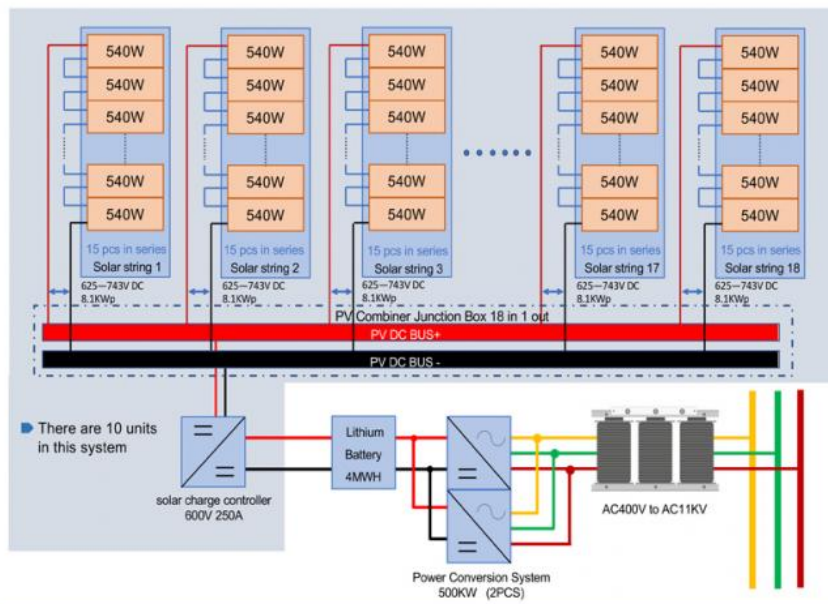 540W
540W
540W
540W
540W
15 pcs in series
Solar string 1
625—743V DC
8.1KWp
540W
540W
540W
540W
540W
15 pcs in series
Solar string 2
625—743V DC
8.1KWp
540W
540W
540W
540W
540W
15 pcs in series
Solar string 3
625—743V DC
8.1KWp
540W
540W
540W
540W
540W
15 pcs in series
Solar string 17
625—743V DC
8.1KWp
540W
540W
540W
540W
540W
15 pcs in series
Solar string 18
625—743V DC
8.1KWp
PV Combiner Junction Box 18 in 1 out
PV DC BUS+
PV DC BUS -
There are 10 units
in this system
solar charge controller
600V 250A
Lithium
Battery
4MWH
Power Conversion System
500KW (2PCS)
AC400V to AC11KV